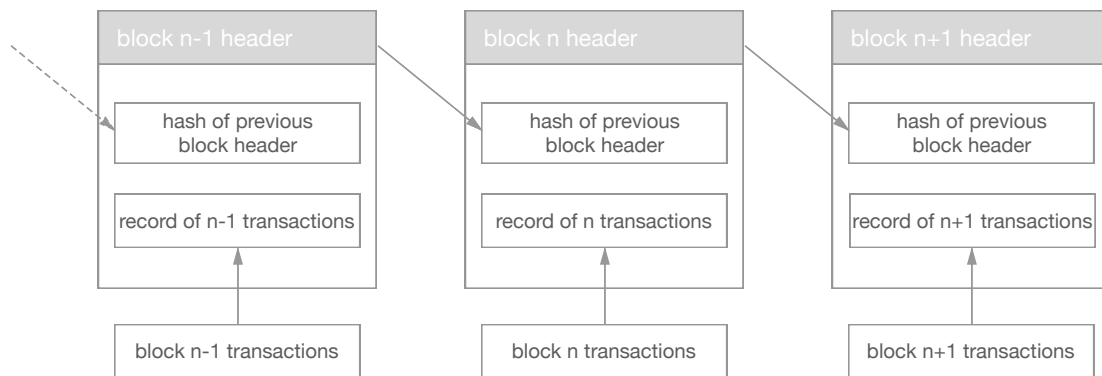 block n-1 header
block n header
block n+1 header
hash of previous
block header
hash of previous
block header
hash of previous
block header
record of n-1 transactions
record of n transactions
record of n+1 transactions
block n-1 transactions
block n transactions
block n+1 transactions